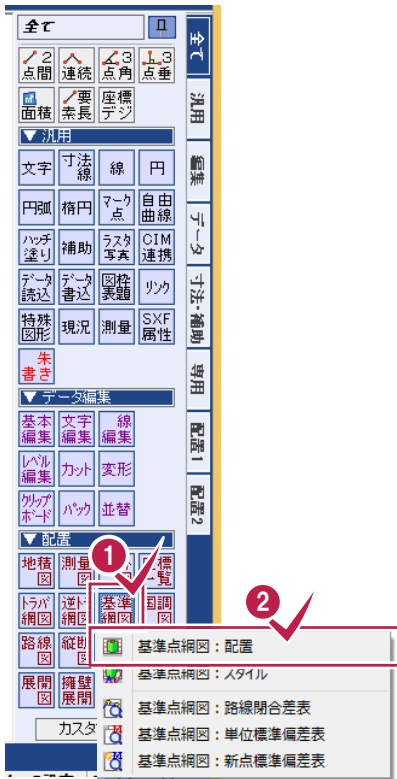 全て
2 点間 連続 3 点角 3 点垂
面積 要素長 座標デジ
▼ 汎用
文字 寸法線 線 円
円弧 楕円 マーク点 自由曲線
ハッチ塗り 補助 ラスタ写真 CIM連携
データ読込 データ書込 図枠表題 リンク
特殊図形 現況 測量 SXF属性
朱書き
▼ データ編集
基本編集 文字編集 線編集
レベル編集 カット 変形
クリップボード パック 並替
▼ 配置
1
地積図 測量図
トラバ網図 逆ト網図 基準網図 国調図
2
路線図 縦断
展開図 擁壁展開
基準点網図：配置
基準点網図：スタイル
基準点網図：路線閉合差表
基準点網図：単位標準偏差表
基準点網図：新点標準偏差表
カスタ
全て
汎用
編集
データ
寸法・補助
専用
配置1
配置2